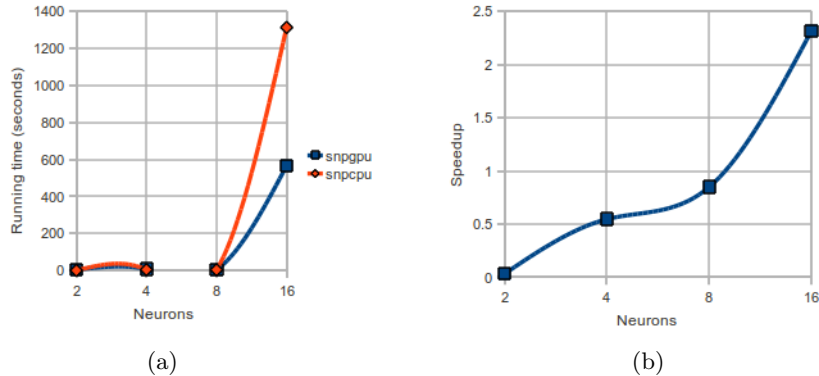 1400
1200
1000
800
600
400
200
0
Running time (seconds)
2 4 8 16
Neurons
snpgpu
snpcpu
(a)
2.5
2
1.5
1
0.5
0
Speedup
2 4 8 16
Neurons
(b)